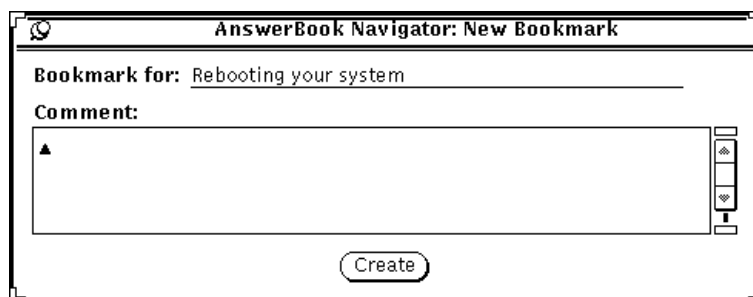 AnswerBook Navigator: New Bookmark
Bookmark for: Rebooting your system
Comment:
Create